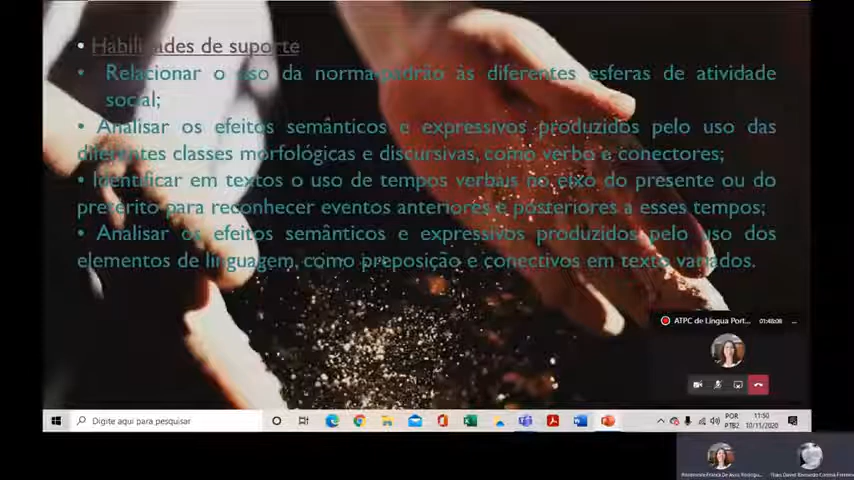 • Habilidades de suporte
• Relacionar o uso da norma-padrão às diferentes esferas de atividade
social;
• Analisar os efeitos semânticos e expressivos produzidos pelo uso das
diferentes classes morfológicas e discursivas, como verbo e conectores;
• Identificar em textos o uso de tempos verbais no eixo do presente ou do
pretérito para reconhecer eventos anteriores e posteriores a esses tempos;
• Analisar os efeitos semânticos e expressivos produzidos pelo uso dos
elementos de linguagem, como preposição e conectivos em texto variados.
ATPC de Língua Port... 01:48:08 ...
Digite aqui para pesquisar
POR 11:50
PTB2 10/11/2020